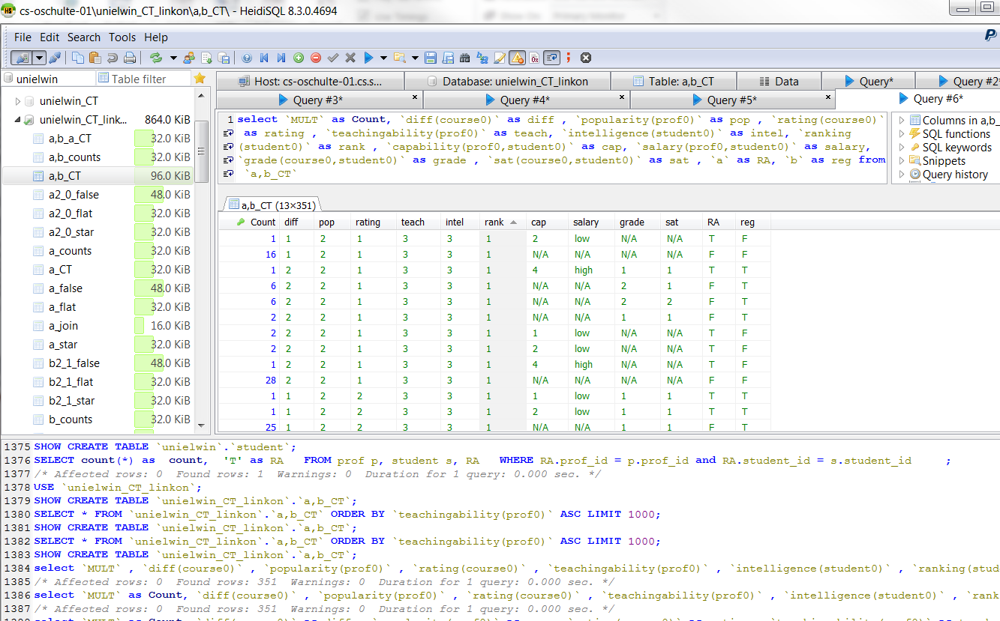 cs-oschulte-01\unielwin_CT_linkon\a,b_CT\ - HeidiSQL 8.3.0.4694
File Edit Search Tools Help
unielwin Table filter
Host: cs-oschulte-01.cs.s... Database: unielwin_CT_linkon Table: a,b_CT Data Query* Query #2*
Query #3* Query #4* Query #5* Query #6*
unielwin_CT
unielwin_CT_link... 864.0 KiB
a,b_a_CT 32.0 KiB
a,b_counts 32.0 KiB
a,b_CT 96.0 KiB
a2_0_false 48.0 KiB
a2_0_flat 32.0 KiB
a2_0_star 32.0 KiB
a_counts 32.0 KiB
a_CT 32.0 KiB
a_false 48.0 KiB
a_flat 32.0 KiB
a_join 16.0 KiB
a_star 32.0 KiB
b2_1_false 48.0 KiB
b2_1_flat 32.0 KiB
b2_1_star 32.0 KiB
b_counts 32.0 KiB
1 select `MULT` as Count, `diff(course0)` as diff , `popularity(prof0)` as pop , `rating(course0)`
as rating , `teachingability(prof0)` as teach, `intelligence(student0)` as intel, `ranking
(student0)` as rank , `capability(prof0,student0)` as cap, `salary(prof0,student0)` as salary,
`grade(course0,student0)` as grade , `sat(course0,student0)` as sat , `a` as RA, `b` as reg from
`a,b_CT`
Columns in a,b_
SQL functions
SQL keywords
Snippets
Query history
a,b_CT (13×351)
Count diff pop rating teach intel rank cap salary grade sat RA reg
1 1 2 1 3 3 1 2 low N/A N/A T F
16 1 2 1 3 3 1 N/A N/A N/A N/A F F
1 2 2 1 3 3 1 4 high 1 1 T T
6 2 2 1 3 3 1 N/A N/A 2 1 F T
6 2 2 1 3 3 1 N/A N/A 2 2 F T
2 2 2 1 3 3 1 N/A N/A 1 1 F T
2 2 2 1 3 3 1 1 low N/A N/A T F
2 2 2 1 3 3 1 2 low N/A N/A T F
1 2 2 1 3 3 1 4 high N/A N/A T F
28 2 2 1 3 3 1 N/A N/A N/A N/A F F
1 1 2 2 3 3 1 1 low 1 1 T T
1 1 2 2 3 3 1 2 low 1 1 T T
25 1 2 2 3 3 1 N/A N/A 1 1 F T
1375 SHOW CREATE TABLE `unielwin`.`student`;
1376 SELECT count(*) as count, 'T' as RA FROM prof p, student s, RA WHERE RA.prof_id = p.prof_id and RA.student_id = s.student_id ;
1377 /* Affected rows: 0 Found rows: 1 Warnings: 0 Duration for 1 query: 0.000 sec. */
1378 USE `unielwin_CT_linkon`;
1379 SHOW CREATE TABLE `unielwin_CT_linkon`.`a,b_CT`;
1380 SELECT * FROM `unielwin_CT_linkon`.`a,b_CT` ORDER BY `teachingability(prof0)` ASC LIMIT 1000;
1381 SHOW CREATE TABLE `unielwin_CT_linkon`.`a,b_CT`;
1382 SELECT * FROM `unielwin_CT_linkon`.`a,b_CT` ORDER BY `teachingability(prof0)` ASC LIMIT 1000;
1383 SHOW CREATE TABLE `unielwin_CT_linkon`.`a,b_CT`;
1384 select `MULT` , `diff(course0)` , `popularity(prof0)` , `rating(course0)` , `teachingability(prof0)` , `intelligence(student0)` , `ranking(stud
1385 /* Affected rows: 0 Found rows: 351 Warnings: 0 Duration for 1 query: 0.000 sec. */
1386 select `MULT` as Count, `diff(course0)` , `popularity(prof0)` , `rating(course0)` , `teachingability(prof0)` , `intelligence(student0)` , `rank
1387 /* Affected rows: 0 Found rows: 351 Warnings: 0 Duration for 1 query: 0.000 sec. */